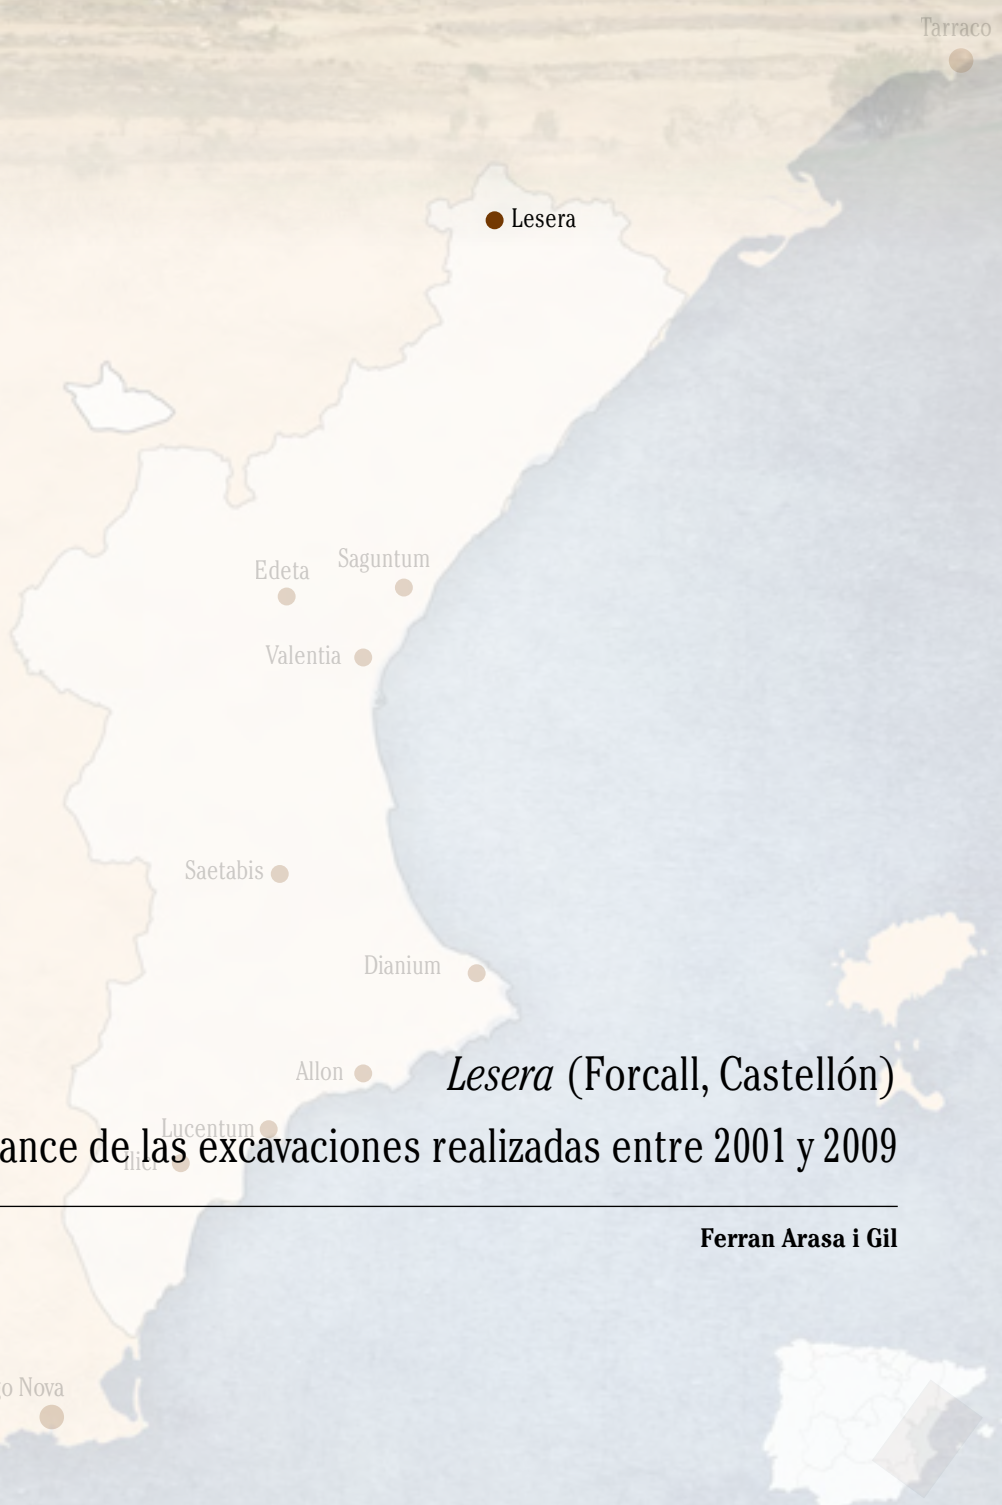 Tarraco
Lesera
Edeta
Saguntum
Valentia
Saetabis
Dianium
Allon
Lesera (Forcall, Castellón)
Lucentum
ance de las excavaciones realizadas entre 2001 y 2009
Ilici
Ferran Arasa i Gil
o Nova